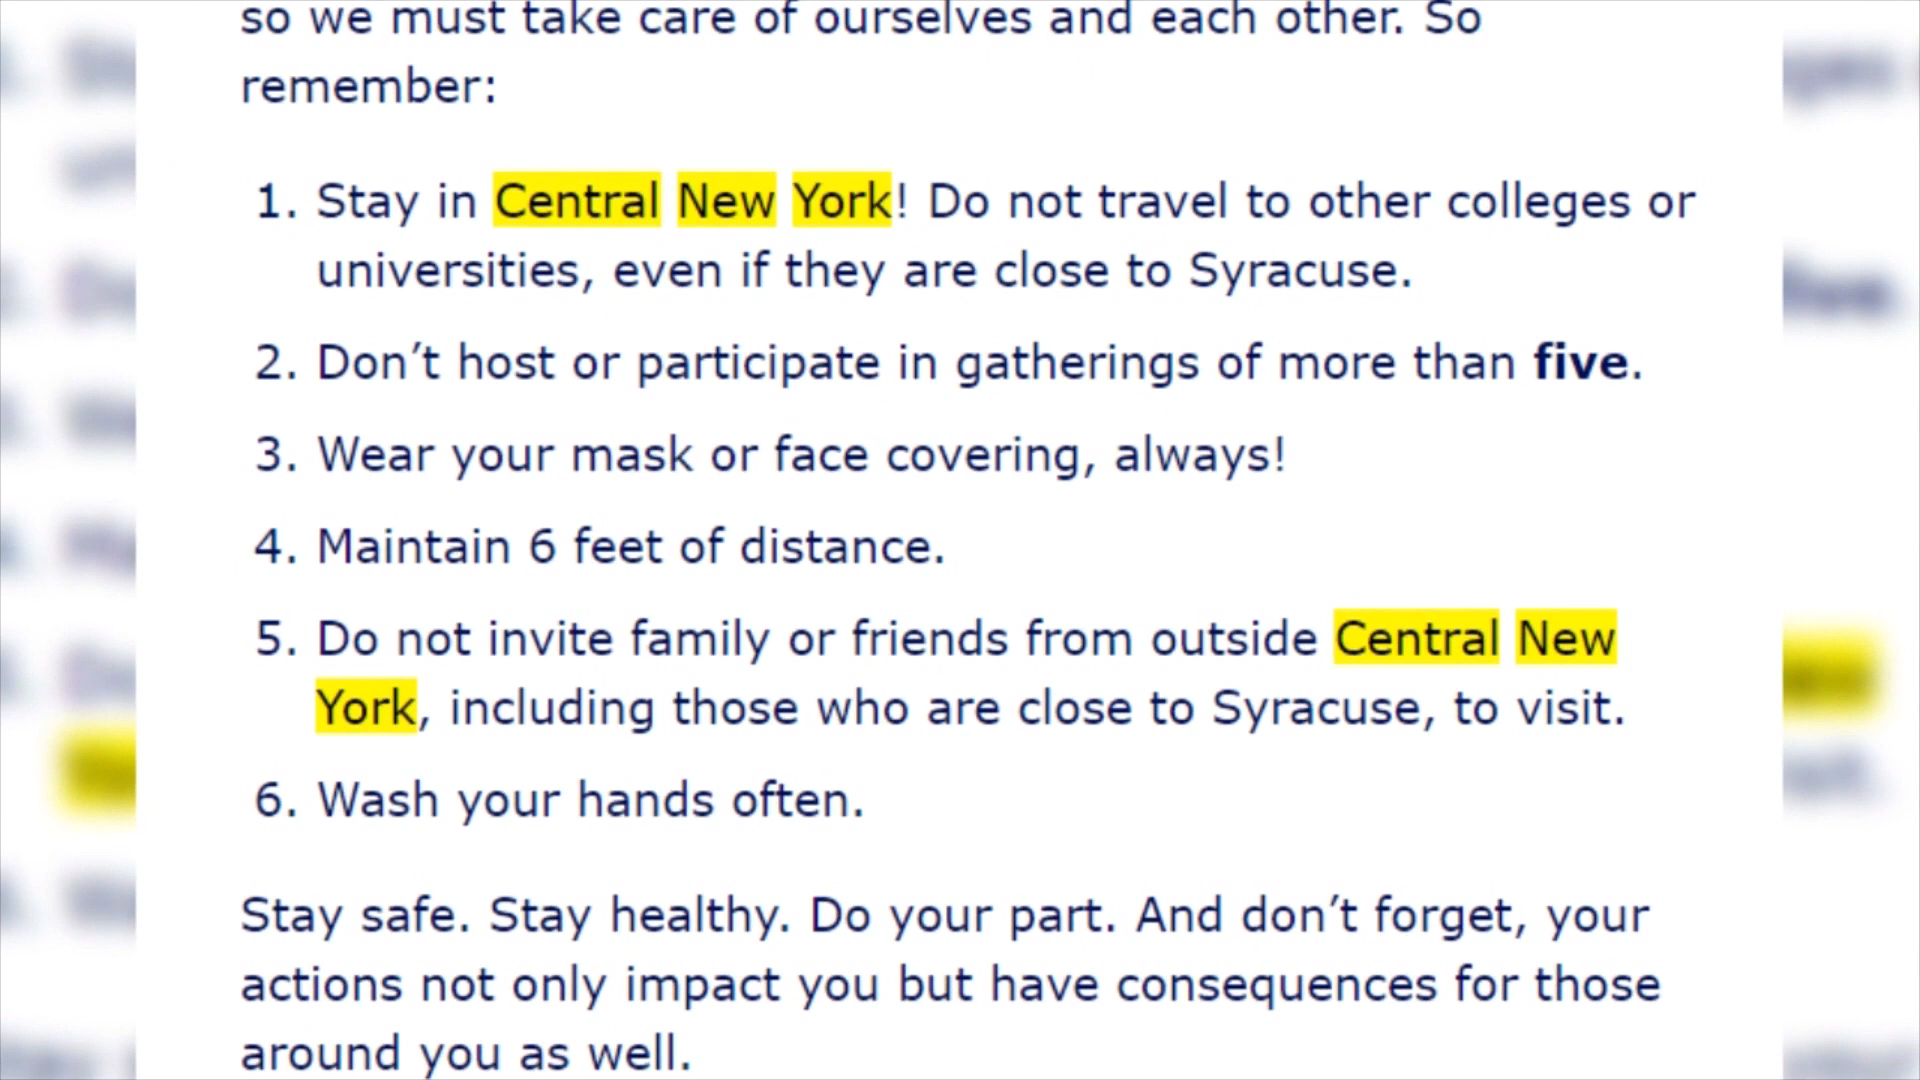 so we must take care of ourselves and each other. So
remember:
1. Stay in Central New York! Do not travel to other colleges or
universities, even if they are close to Syracuse.
2. Don’t host or participate in gatherings of more than five.
3. Wear your mask or face covering, always!
4. Maintain 6 feet of distance.
5. Do not invite family or friends from outside Central New
York, including those who are close to Syracuse, to visit.
6. Wash your hands often.
Stay safe. Stay healthy. Do your part. And don’t forget, your
actions not only impact you but have consequences for those
around you as well.